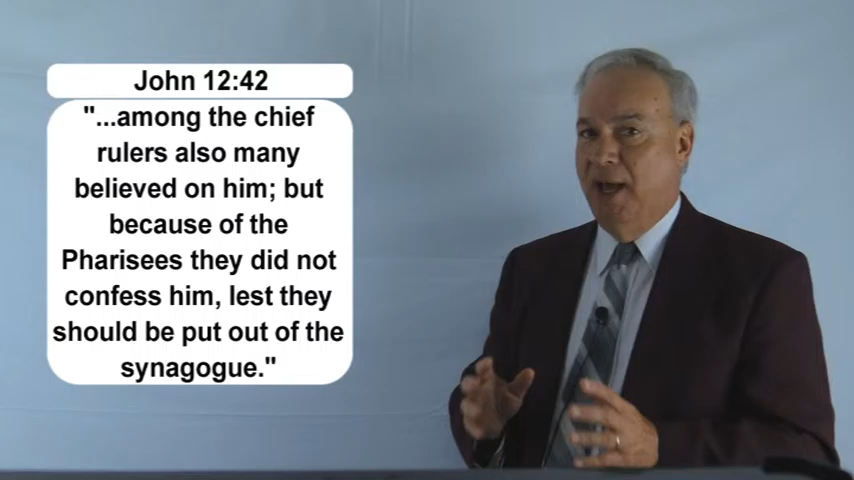 John 12:42
"...among the chief
rulers also many
believed on him; but
because of the
Pharisees they did not
confess him, lest they
should be put out of the
synagogue."